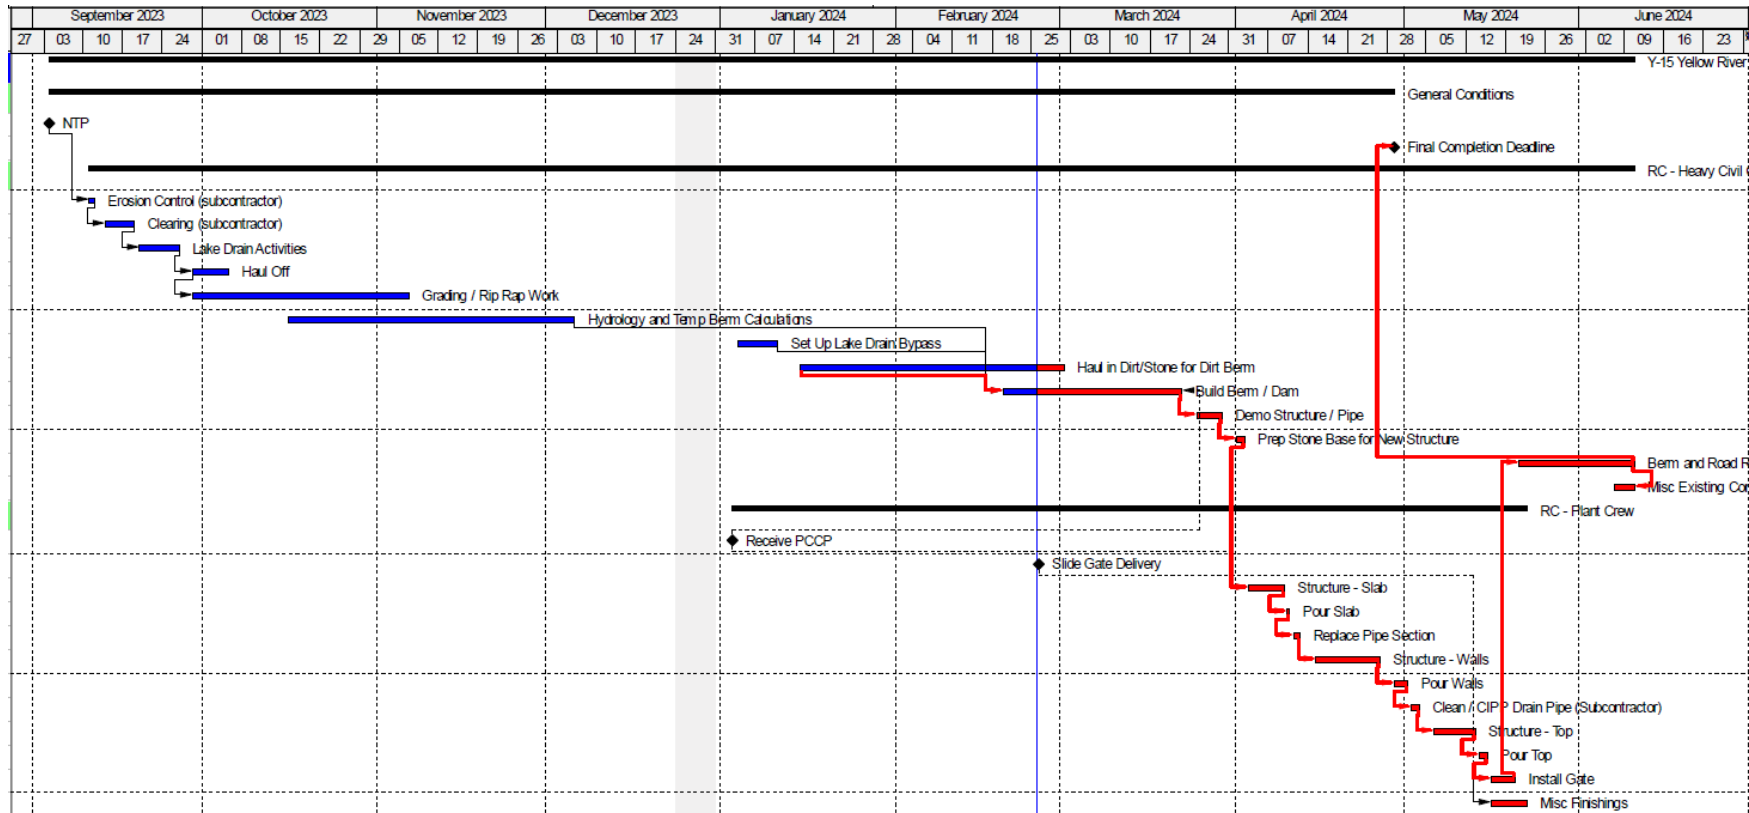 September 2023 October 2023 November 2023 December 2023 January 2024 February 2024 March 2024 April 2024 May 2024 June 2024
27 03 10 17 24 01 08 15 22 29 05 12 19 26 03 10 17 24 31 07 14 21 28 04 11 18 25 03 10 17 24 31 07 14 21 28 05 12 19 26 02 09 16 23
Y-15 Yellow River
General Conditions
NTP
Final Completion Deadline
RC - Heavy Civil
Erosion Control (subcontractor)
Clearing (subcontractor)
Lake Drain Activities
Haul Off
Grading / Rip Rap Work
Hydrology and Temp Berm Calculations
Set Up Lake Drain Bypass
Haul in Dirt/Stone for Dirt Berm
Build Berm / Dam
Demo Structure / Pipe
Prep Stone Base for New Structure
Berm and Road R
Misc Existing Con
RC - Plant Crew
Receive PCCP
Slide Gate Delivery
Structure - Slab
Pour Slab
Replace Pipe Section
Structure - Walls
Pour Walls
Clean / CIPP Drain Pipe (Subcontractor)
Structure - Top
Pour Top
Install Gate
Misc Finishings